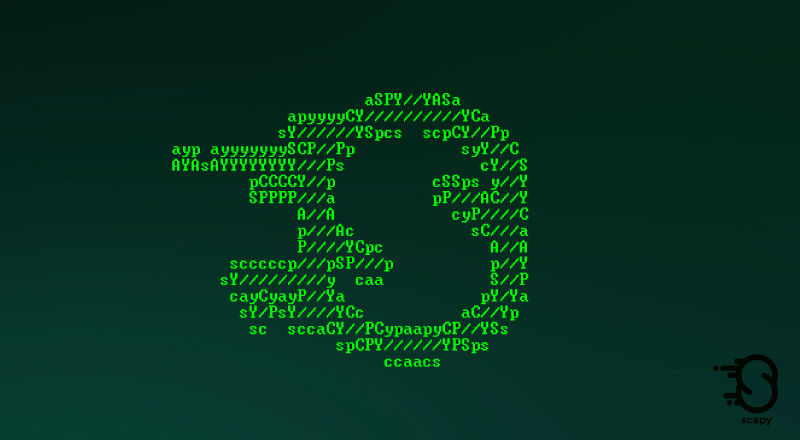 aSPY//YASa
apyyyyCY//////////YCa
sY//////YSpcs  scpCY//Pp
ayp ayyyyyyySCP//Pp           syY//C
AYAsAYYYYYYYY///Ps              cY//S
pCCCCY//p          cSSps y//Y
SPPPP///a          pP///AC//Y
A//A            cyP////C
p///Ac            sC///a
P////YCpc           A//A
scccccp///pSP///p          p//Y
sY/////////y  caa           S//P
cayCyayP//Ya              pY/Ya
sY/PsY////YCc          aC//Yp
sc  sccaCY//PCypaapyCP//YSs
spCPY//////YPSps
ccaacs
scapy